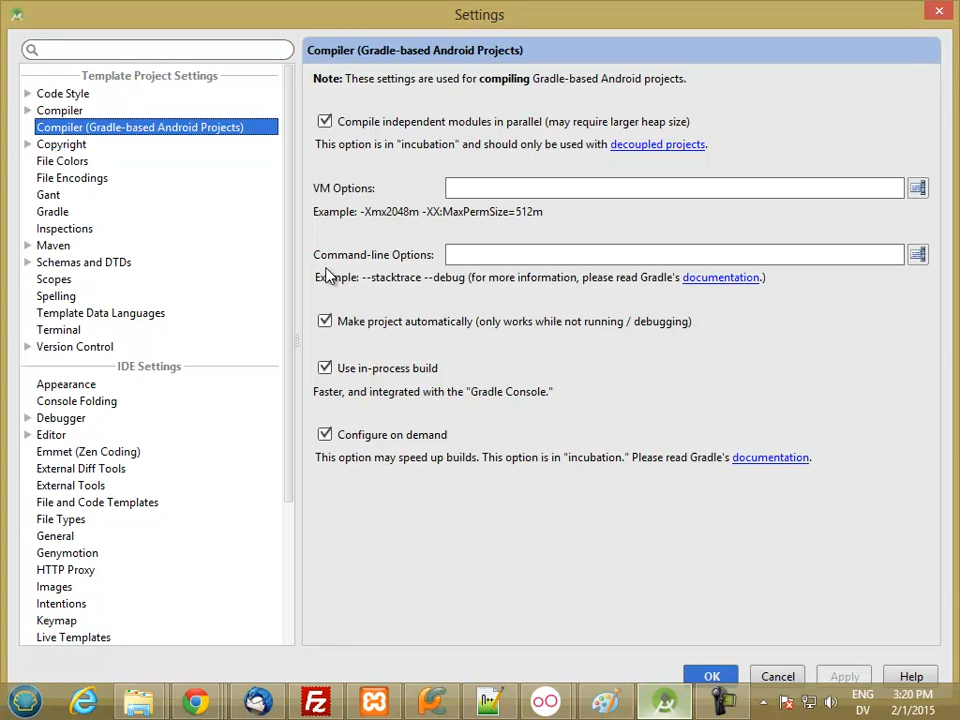 Settings
Template Project Settings
Code Style
Compiler
Compiler (Gradle-based Android Projects)
Copyright
File Colors
File Encodings
Gant
Gradle
Inspections
Maven
Schemas and DTDs
Scopes
Spelling
Template Data Languages
Terminal
Version Control
IDE Settings
Appearance
Console Folding
Debugger
Editor
Emmet (Zen Coding)
External Diff Tools
External Tools
File and Code Templates
File Types
General
Genymotion
HTTP Proxy
Images
Intentions
Keymap
Live Templates
Compiler (Gradle-based Android Projects)
Note: These settings are used for compiling Gradle-based Android projects.
Compile independent modules in parallel (may require larger heap size)
This option is in "incubation" and should only be used with decoupled projects.
VM Options:
Example: -Xmx2048m -XX:MaxPermSize=512m
Command-line Options:
Example: --stacktrace --debug (for more information, please read Gradle's documentation.)
Make project automatically (only works while not running / debugging)
Use in-process build
Faster, and integrated with the "Gradle Console."
Configure on demand
This option may speed up builds. This option is in "incubation." Please read Gradle's documentation.
OK Cancel Apply Help
ENG 3:20 PM
DV 2/1/2015